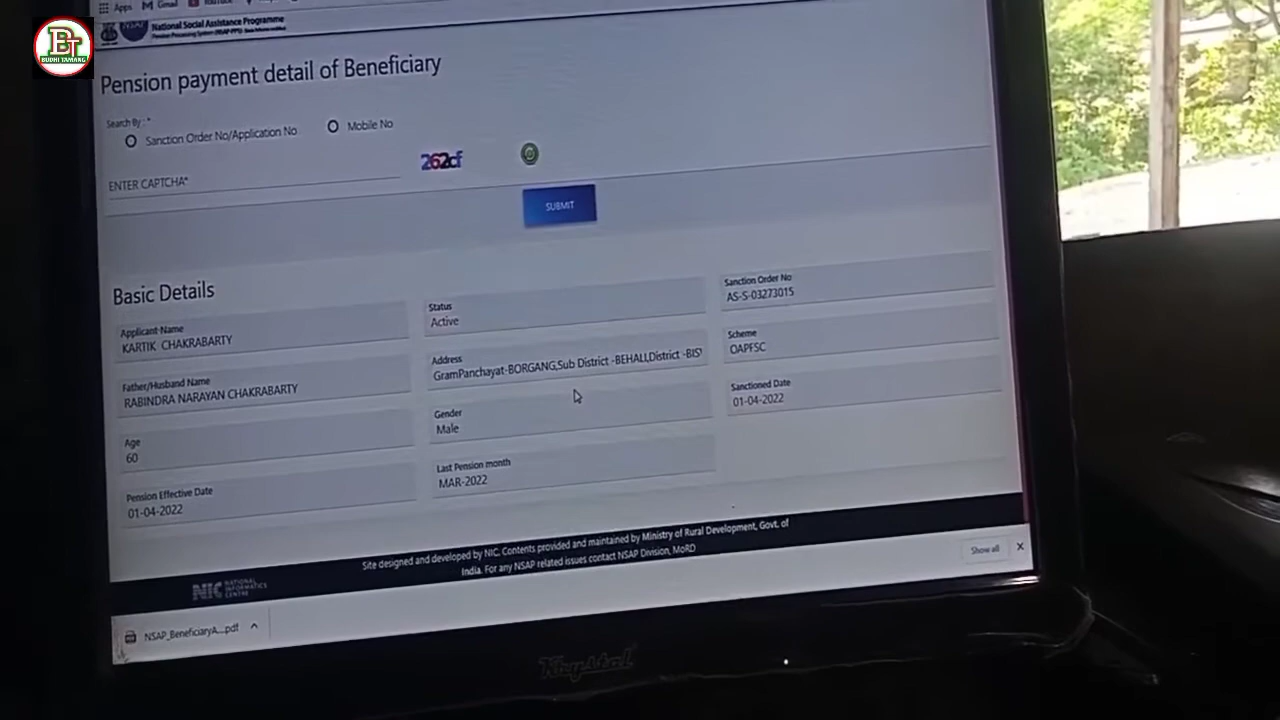 Apps
Gmail
BT
BUDHI TAMANG
National Social Assistance Programme
Pension payment detail of Beneficiary
Search By : *
Sanction Order No/Application No
Mobile No
262cf
ENTER CAPTCHA*
SUBMIT
Basic Details
Applicant Name
KARTIK CHAKRABARTY
Status
Active
Sanction Order No
AS-S-03273015
Father/Husband Name
RABINDRA NARAYAN CHAKRABARTY
Address
GramPanchayat-BORGANG,Sub District -BEHALI,District -BIS
Scheme
OAPFSC
Age
60
Gender
Male
Sanctioned Date
01-04-2022
Pension Effective Date
01-04-2022
Last Pension month
MAR-2022
Site designed and developed by NIC. Contents provided and maintained by Ministry of Rural Development, Govt. of
India. For any NSAP related issues contact NSAP Division, MoRD
NIC NATIONAL
INFORMATICS
CENTRE
Show all
NSAP_BeneficiaryA...pdf
Krystal